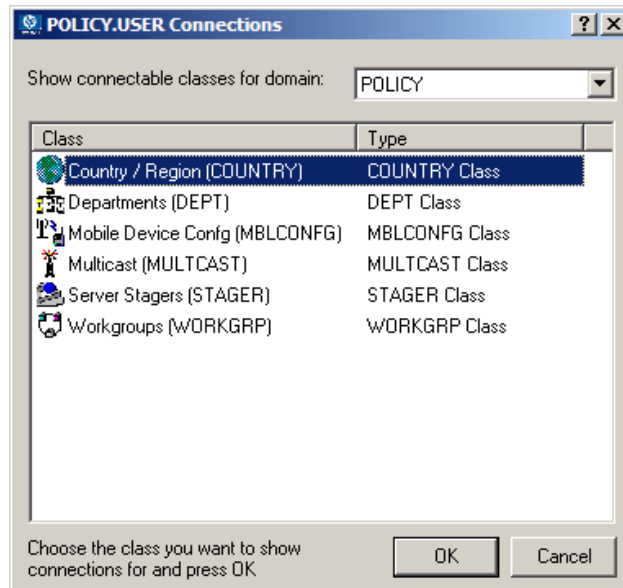 POLICY.USER Connections
Show connectable classes for domain: POLICY
Class Type
Country / Region (COUNTRY) COUNTRY Class
Departments (DEPT) DEPT Class
Mobile Device Confg (MBLCONFG) MBLCONFG Class
Multicast (MULTCAST) MULTCAST Class
Server Stagers (STAGER) STAGER Class
Workgroups (WORKGRP) WORKGRP Class
Choose the class you want to show
connections for and press OK
OK Cancel